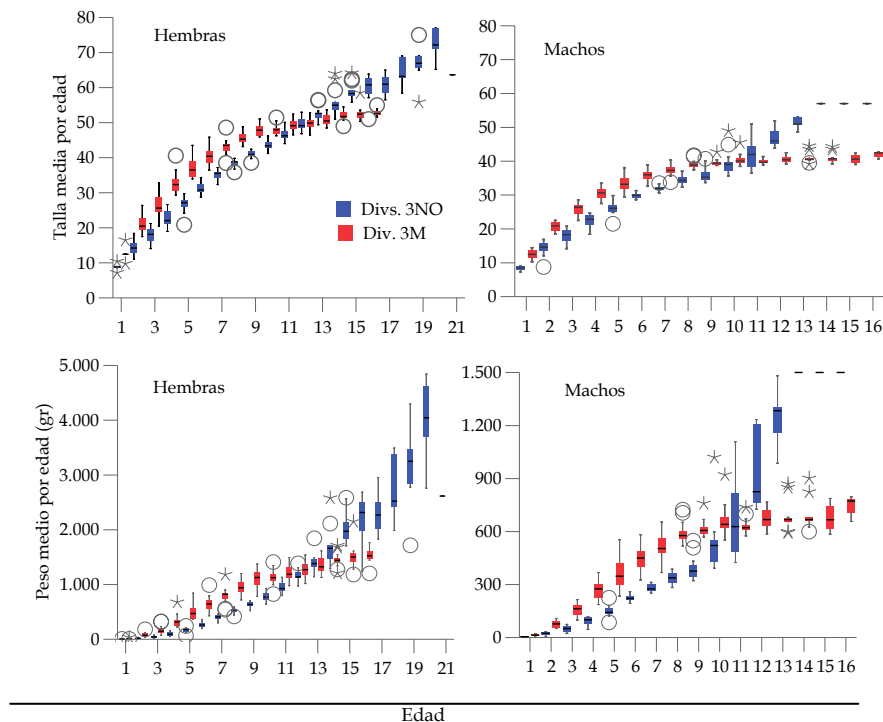 Hembras
Talla media por edad
80
70
60
50
40
30
20
10
0
Divs. 3NO
Div. 3M
1 3 5 7 9 11 13 15 17 19 21
Machos
80
70
60
50
40
30
20
10
0
1 2 3 4 5 6 7 8 9 10 11 12 13 14 15 16
Hembras
Peso medio por edad (gr)
5.000
4.000
3.000
2.000
1.000
0.000
1 3 5 7 9 11 13 15 17 19 21
Machos
1.500
900
600
300
0
1 2 3 4 5 6 7 8 9 10 11 12 13 14 15 16
Edad